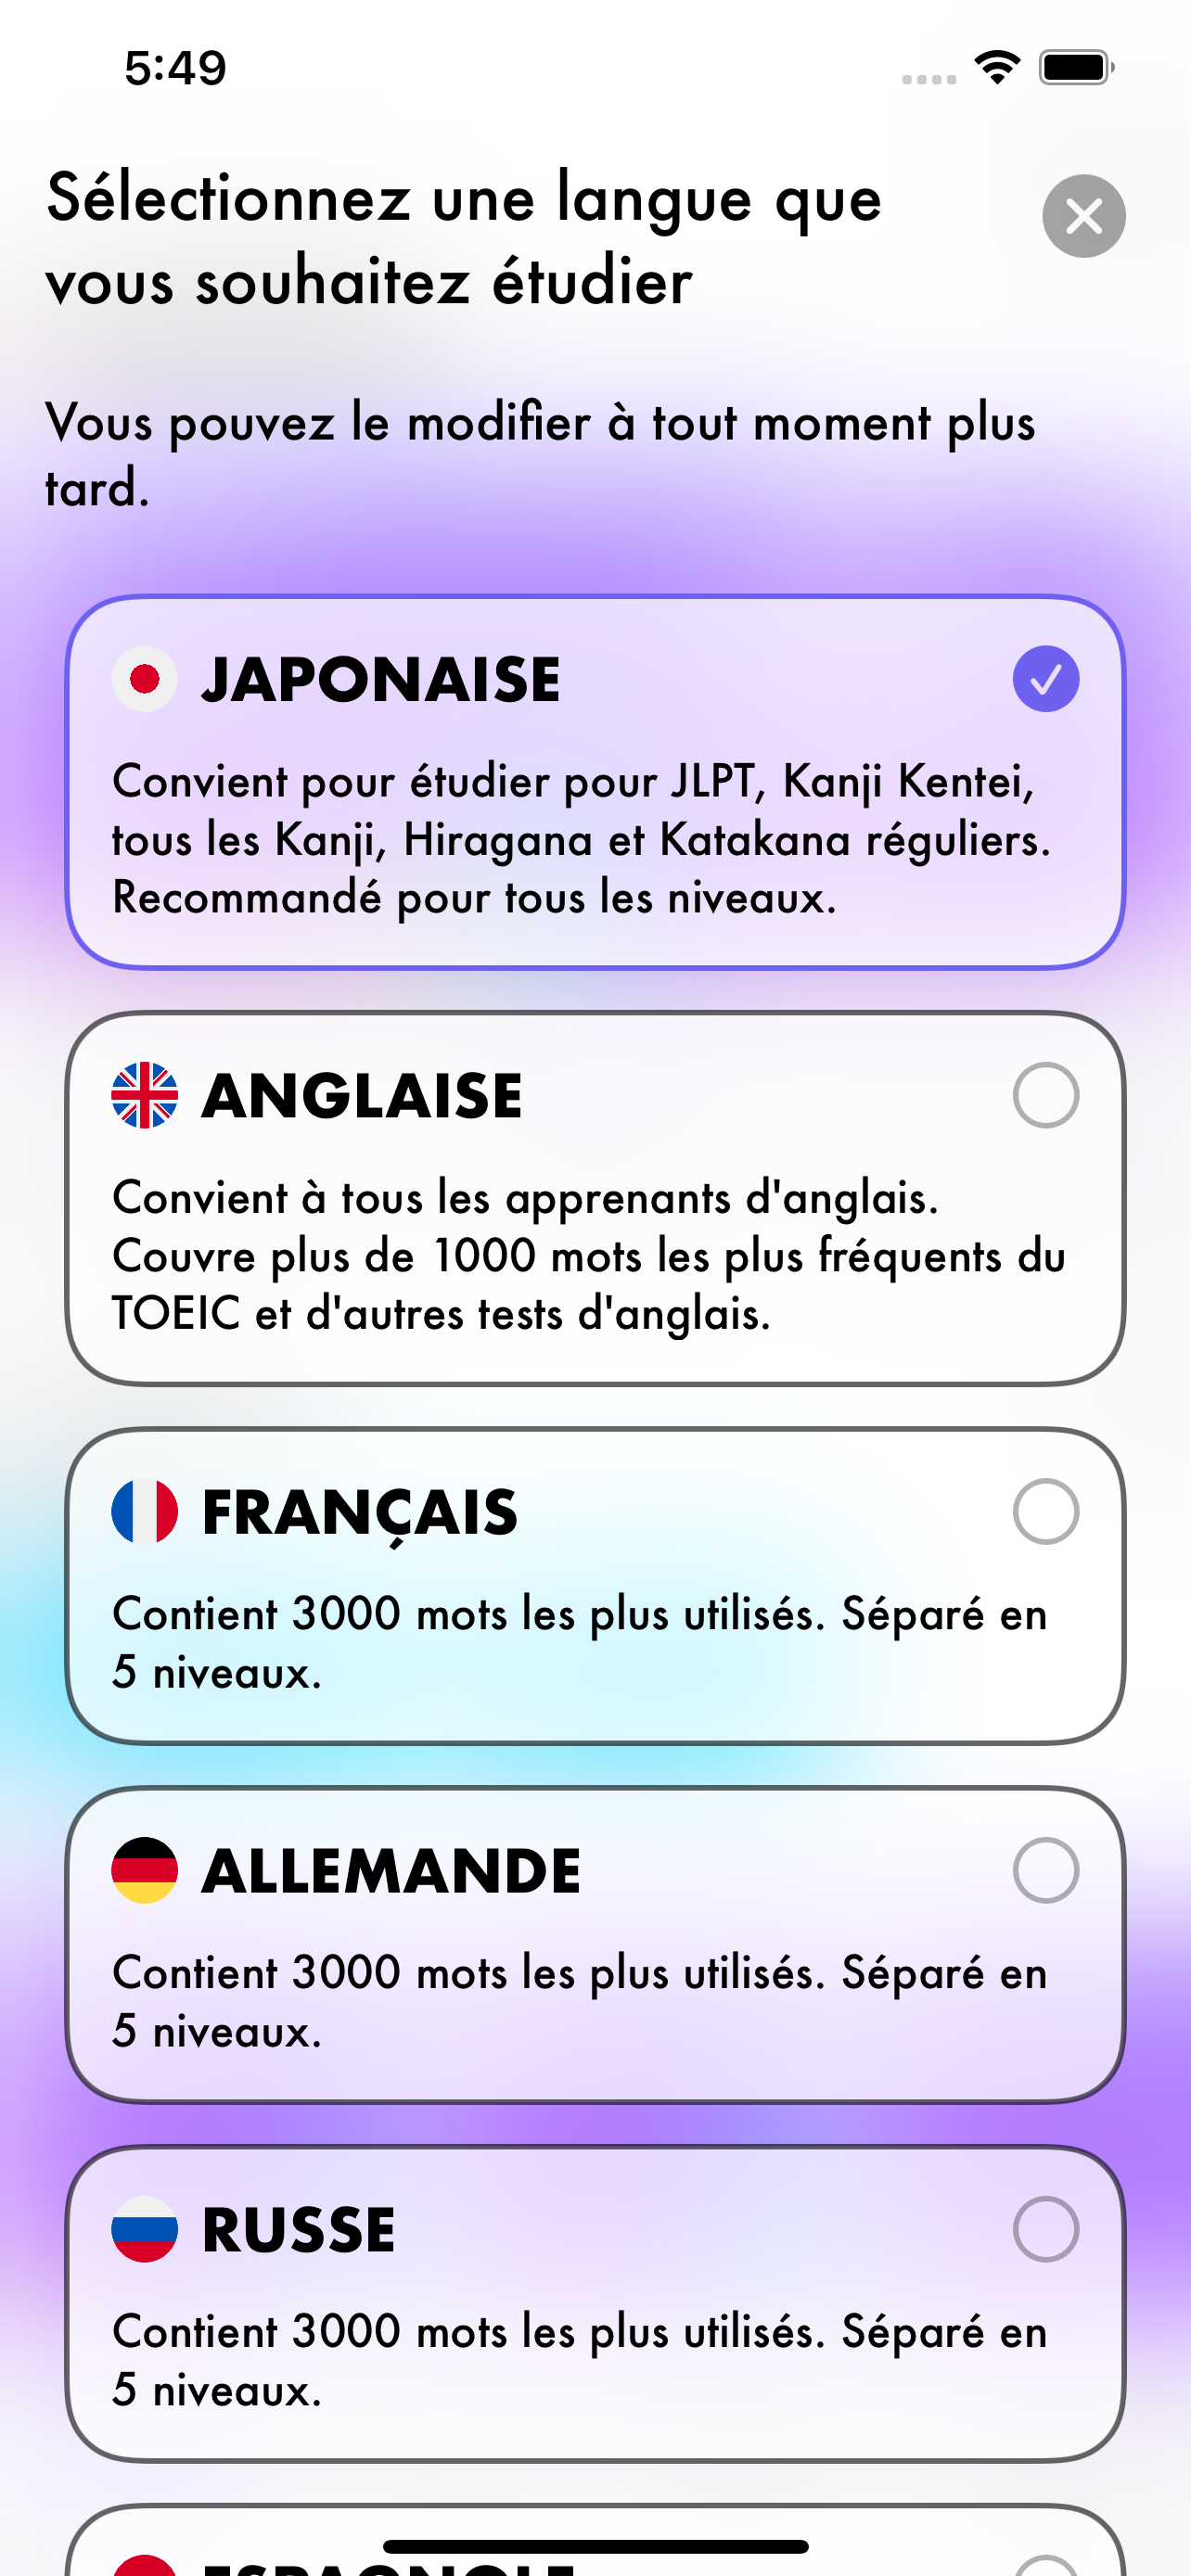 5:49
Sélectionnez une langue que
vous souhaitez étudier
Vous pouvez le modifier à tout moment plus
tard.
JAPONAISE
Convient pour étudier pour JLPT, Kanji Kentei,
tous les Kanji, Hiragana et Katakana réguliers.
Recommandé pour tous les niveaux.
ANGLAISE
Convient à tous les apprenants d'anglais.
Couvre plus de 1000 mots les plus fréquents du
TOEIC et d'autres tests d'anglais.
FRANÇAIS
Contient 3000 mots les plus utilisés. Séparé en
5 niveaux.
ALLEMANDE
Contient 3000 mots les plus utilisés. Séparé en
5 niveaux.
RUSSE
Contient 3000 mots les plus utilisés. Séparé en
5 niveaux.
ESPAGNOLE